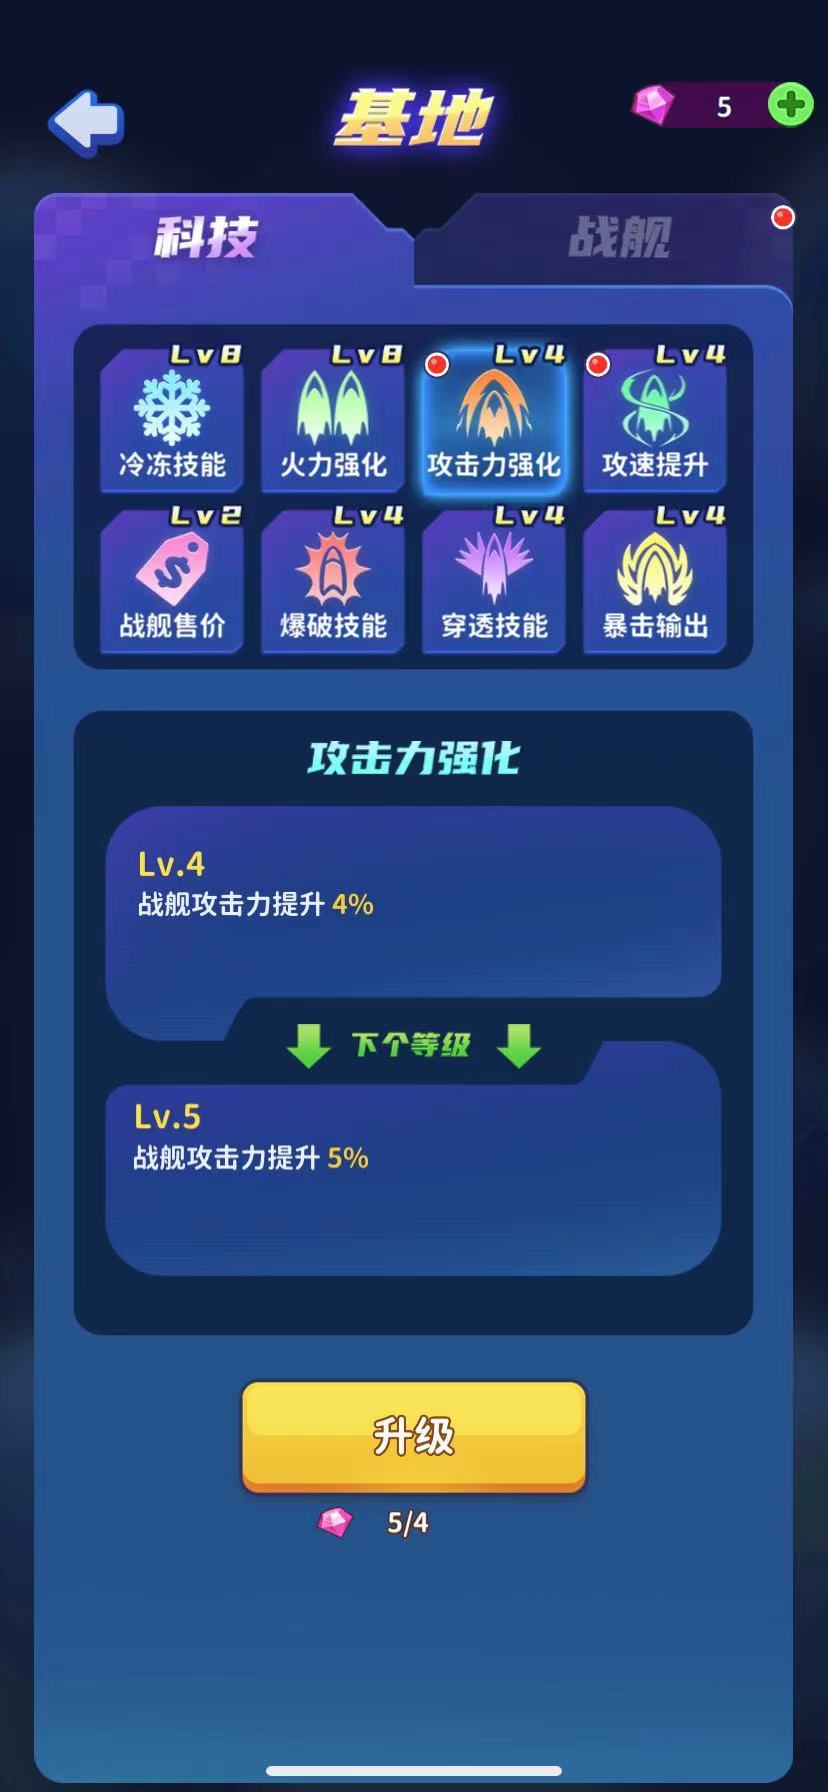 基地
5
科技
战舰
Lv8
Lv8
Lv4
Lv4
冷冻技能
火力强化
攻击力强化
攻速提升
Lv2
Lv4
Lv4
Lv4
$
战舰售价
爆破技能
穿透技能
暴击输出
攻击力强化
Lv.4
战舰攻击力提升 4%
下个等级
Lv.5
战舰攻击力提升 5%
升级
5/4